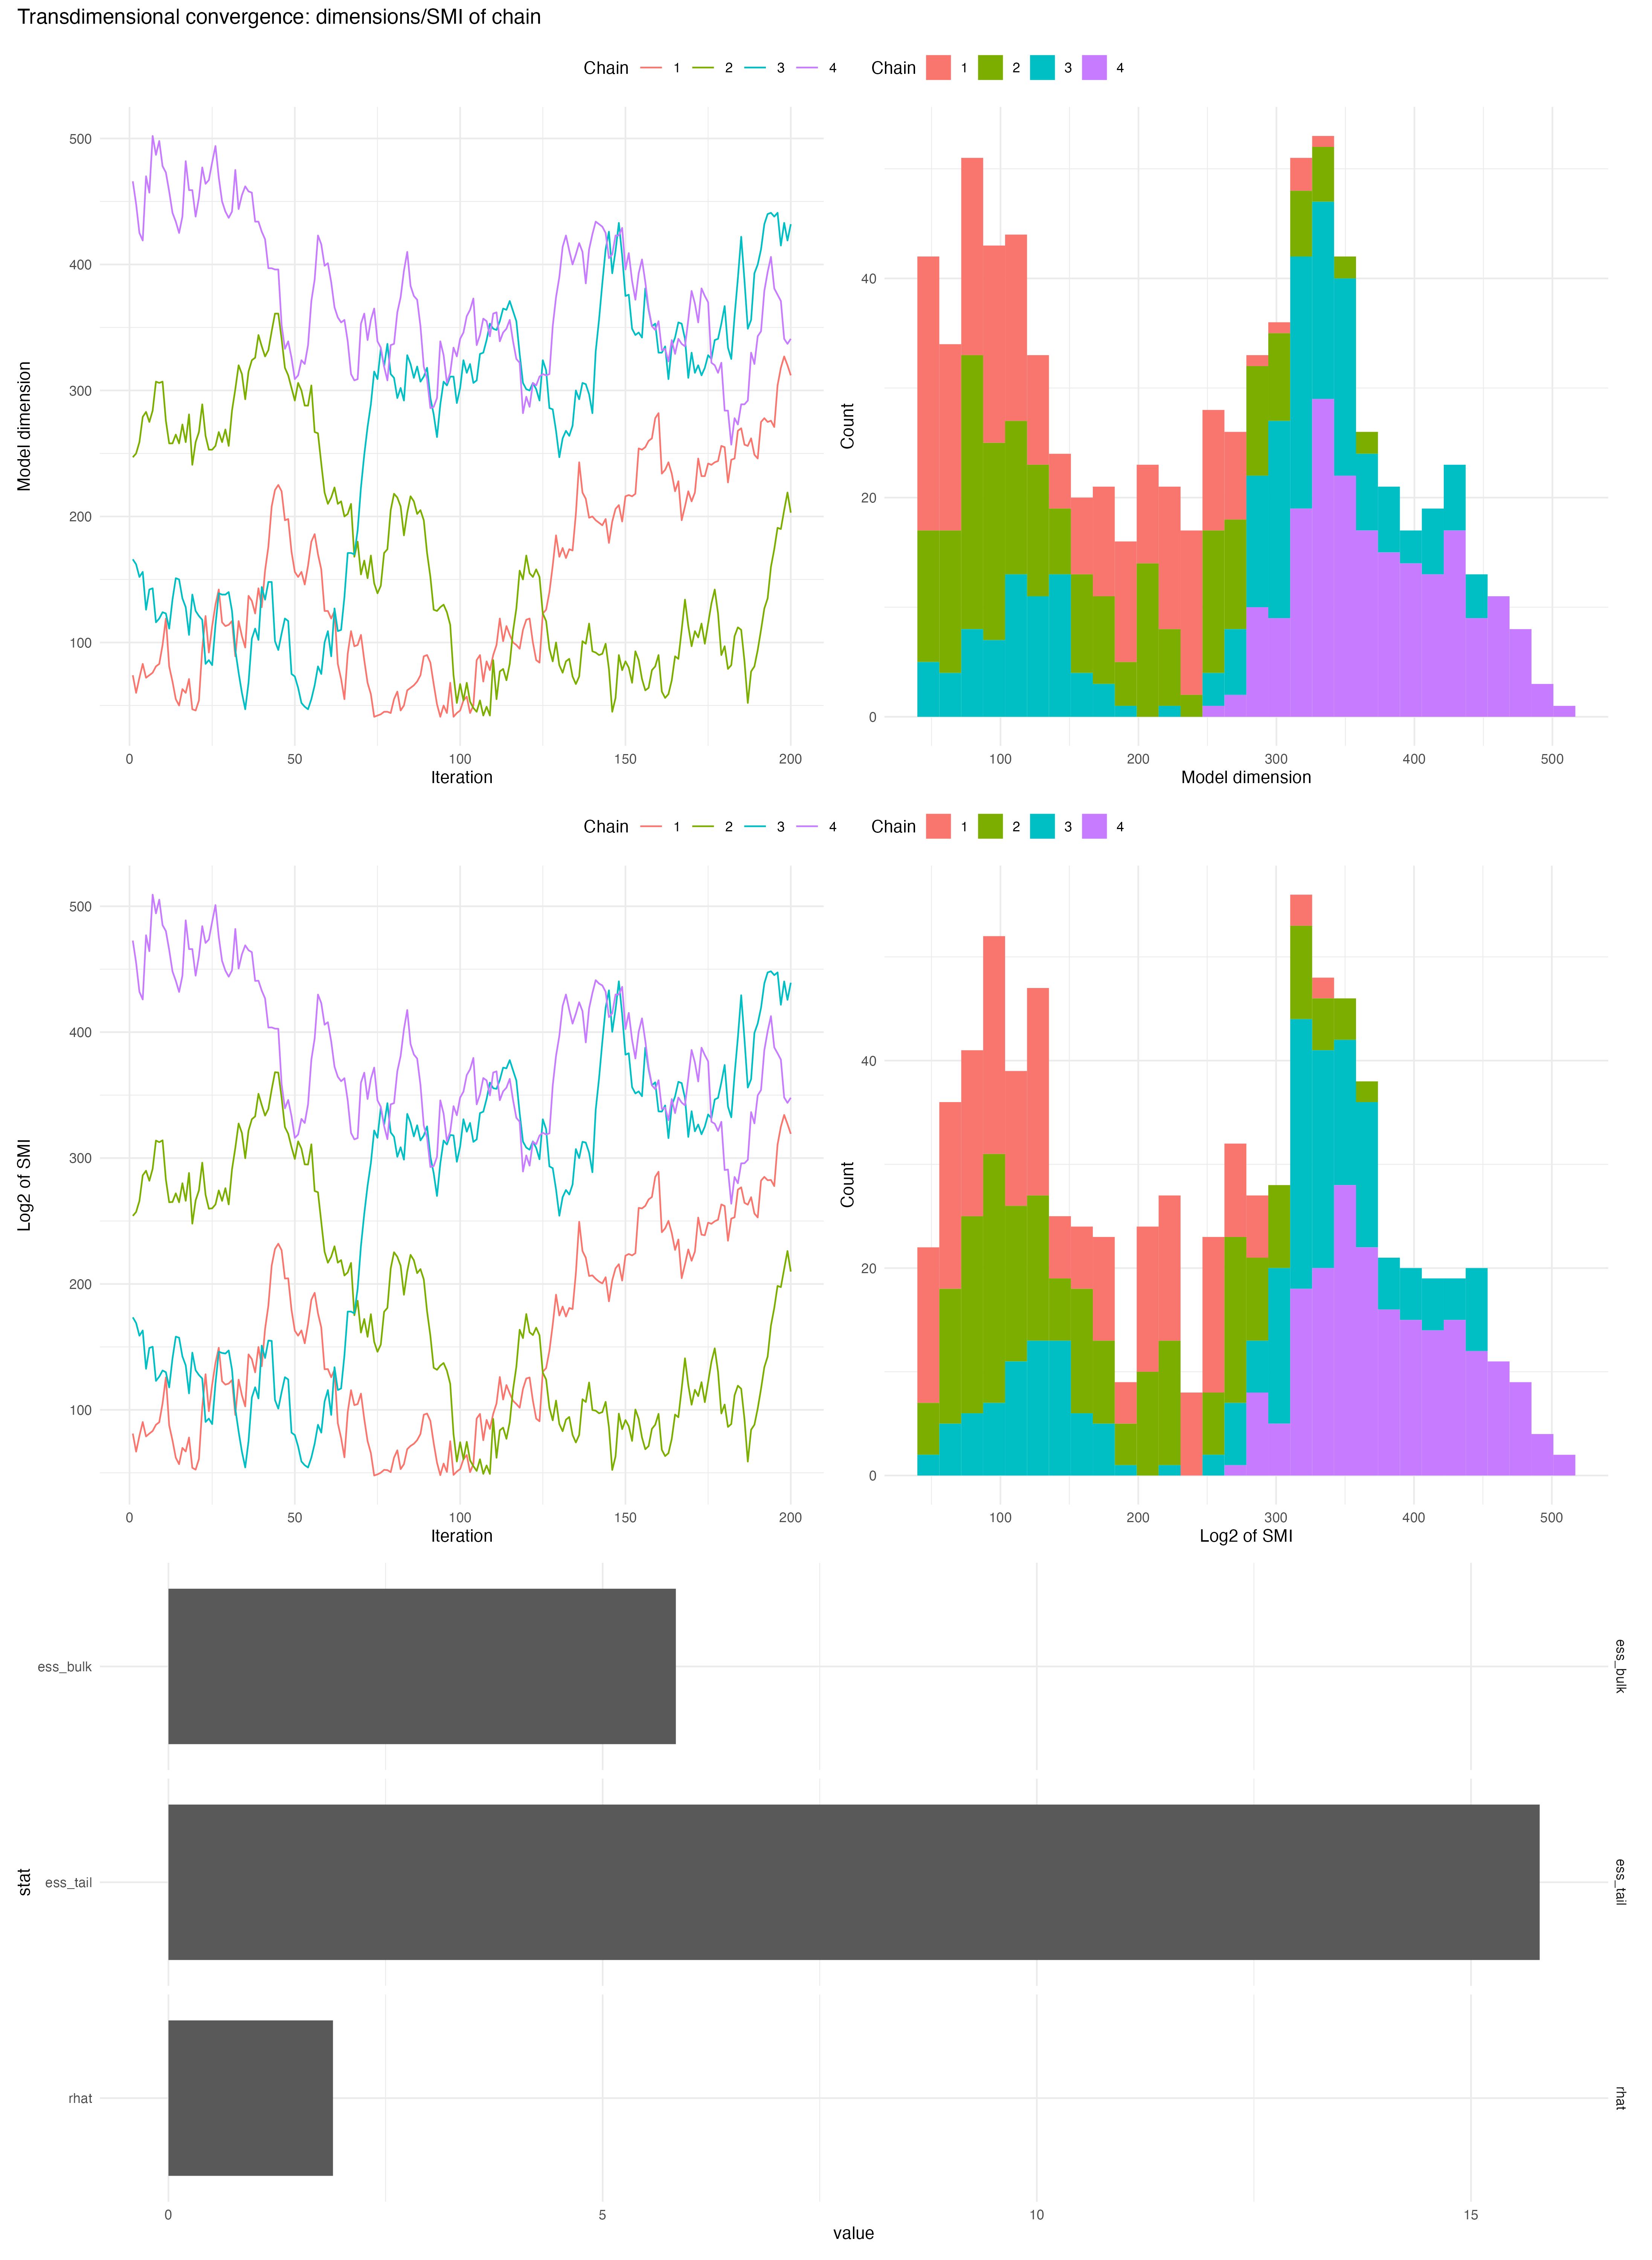 Transdimensional convergence: dimensions/SMI of chain
Chain 1 2 3 4 Chain 1 2 3 4
Model dimension
500
400
300
200
100
0 50 100 150 200
Iteration
Count
40
20
0
100 200 300 400 500
Model dimension
Chain 1 2 3 4 Chain 1 2 3 4
Log2 of SMI
500
400
300
200
100
0 50 100 150 200
Iteration
Count
40
20
0
100 200 300 400 500
Log2 of SMI
stat
ess_bulk
ess_bulk
ess_tail
ess_tail
rhat
rhat
0 5 10 15
value